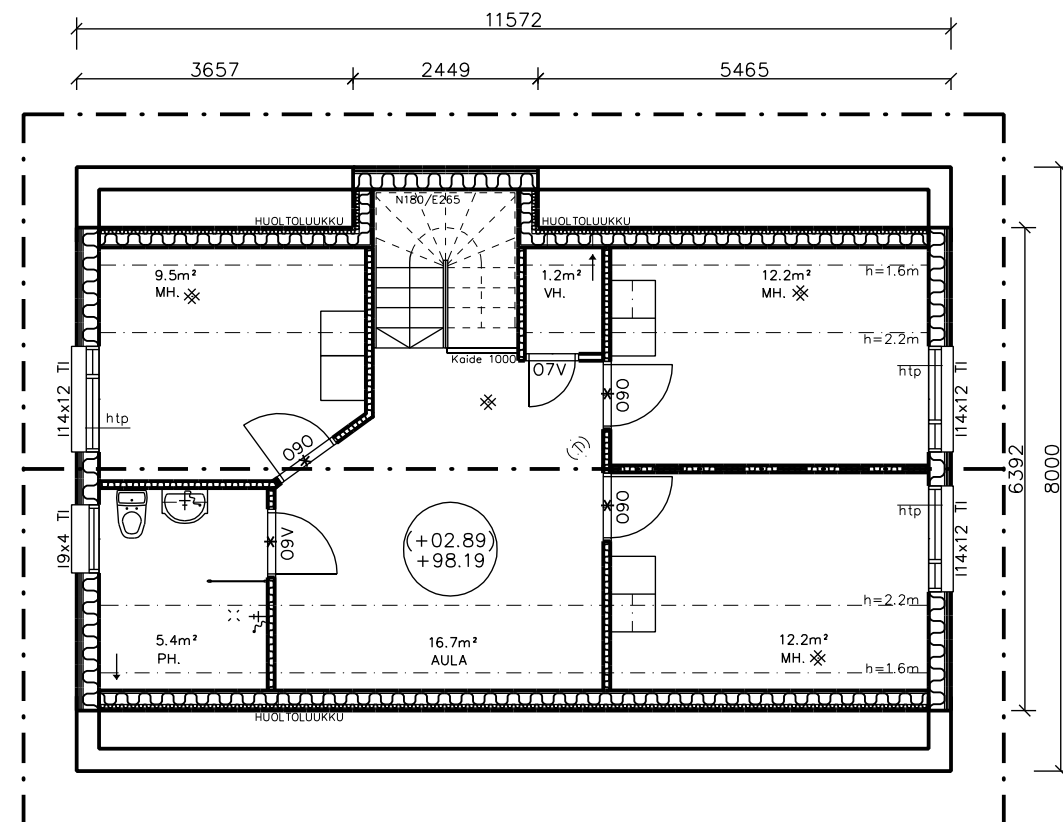 11572
3657 2449 5465
N180/E265
HUOLTOLUUKKU HUOLTOLUUKKU
9.5m²
MH.
1.2m²
VH.
12.2m²
MH.
h=1.6m
h=2.2m
Kaide 1000
07V
htp
I14x12 TI
htp
I14x12 TI
090
090
6392
8000
090
htp
I9x4 TI
09V
(+02.89)
+98.19
I14x12 TI
h=2.2m
5.4m²
PH.
16.7m²
AULA
12.2m²
MH.
h=1.6m
HUOLTOLUUKKU